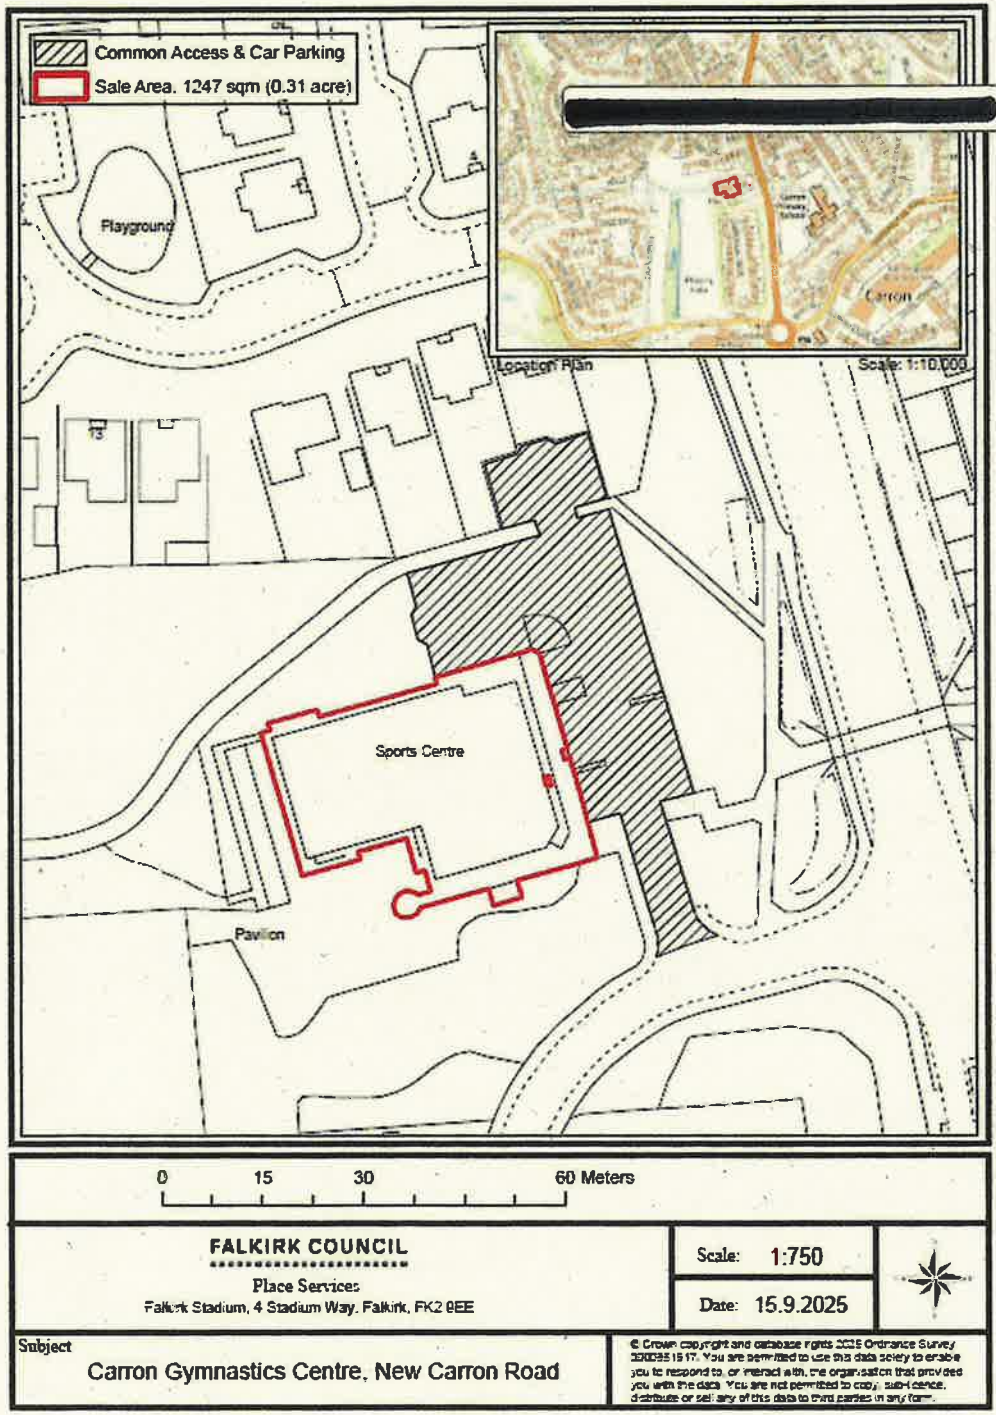 Common Access & Car Parking
Sale Area. 1247 sqm (0.31 acre)
Playground
Carron
Location Plan
Scale: 1:10,000
13
Sports Centre
Pavilion
0 15 30 60 Meters
FALKIRK COUNCIL
Place Services
Falkirk Stadium, 4 Stadium Way, Falkirk, FK2 9EE
Scale: 1:750
Date: 15.9.2025
Subject
Carron Gymnastics Centre, New Carron Road
© Crown copyright and database rights 2025 Ordnance Survey
You are permitted to use this data solely to enable
you to respond to, or interact with, the organisation that provided
you with the data. You are not permitted to copy, sub-licence,
distribute or sell any of this data to third parties in any form.